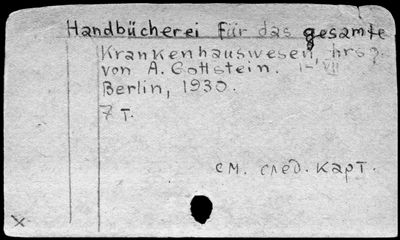 Handbücherei für das gesamte
Krankenhauswesen, hrsg.
von A. Gottstein. I-VII
Berlin, 1930.
7 T.
см. след. карт.
x